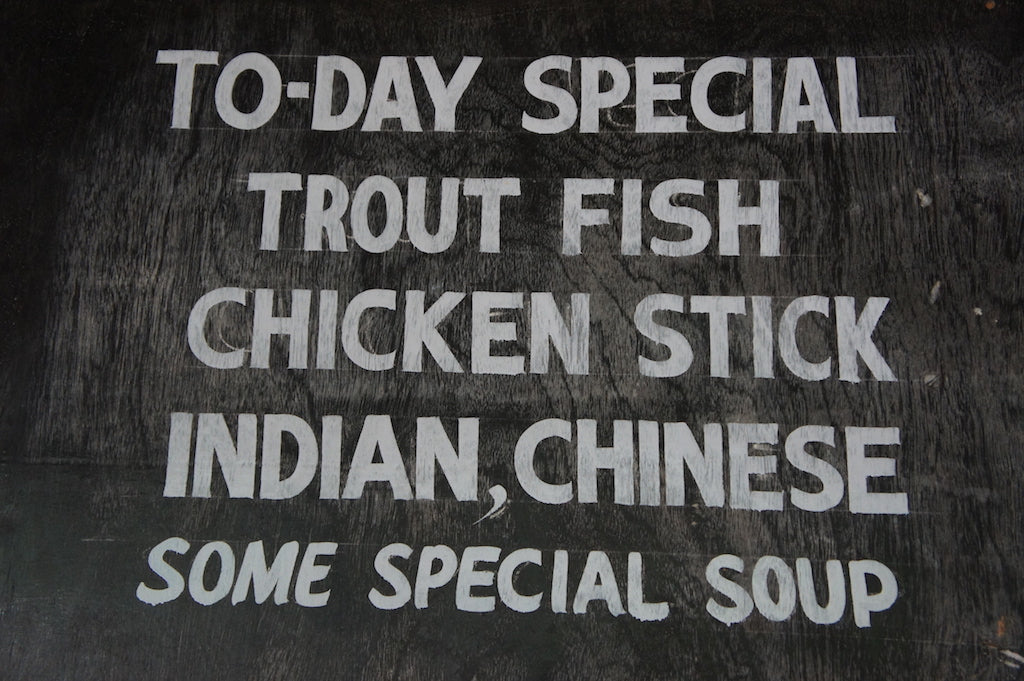 TO-DAY SPECIAL
TROUT FISH
CHICKEN STICK
INDIAN, CHINESE
SOME SPECIAL SOUP